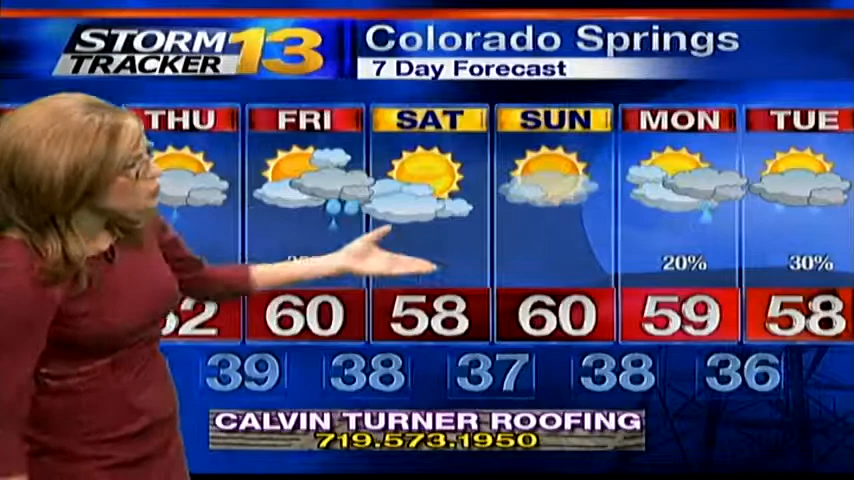 STORM 13
TRACKER
Colorado Springs
7 Day Forecast
THU FRI SAT SUN MON TUE
20% 30%
60 58 60 59 58
39 38 37 38 36
CALVIN TURNER ROOFING
719.573.1950